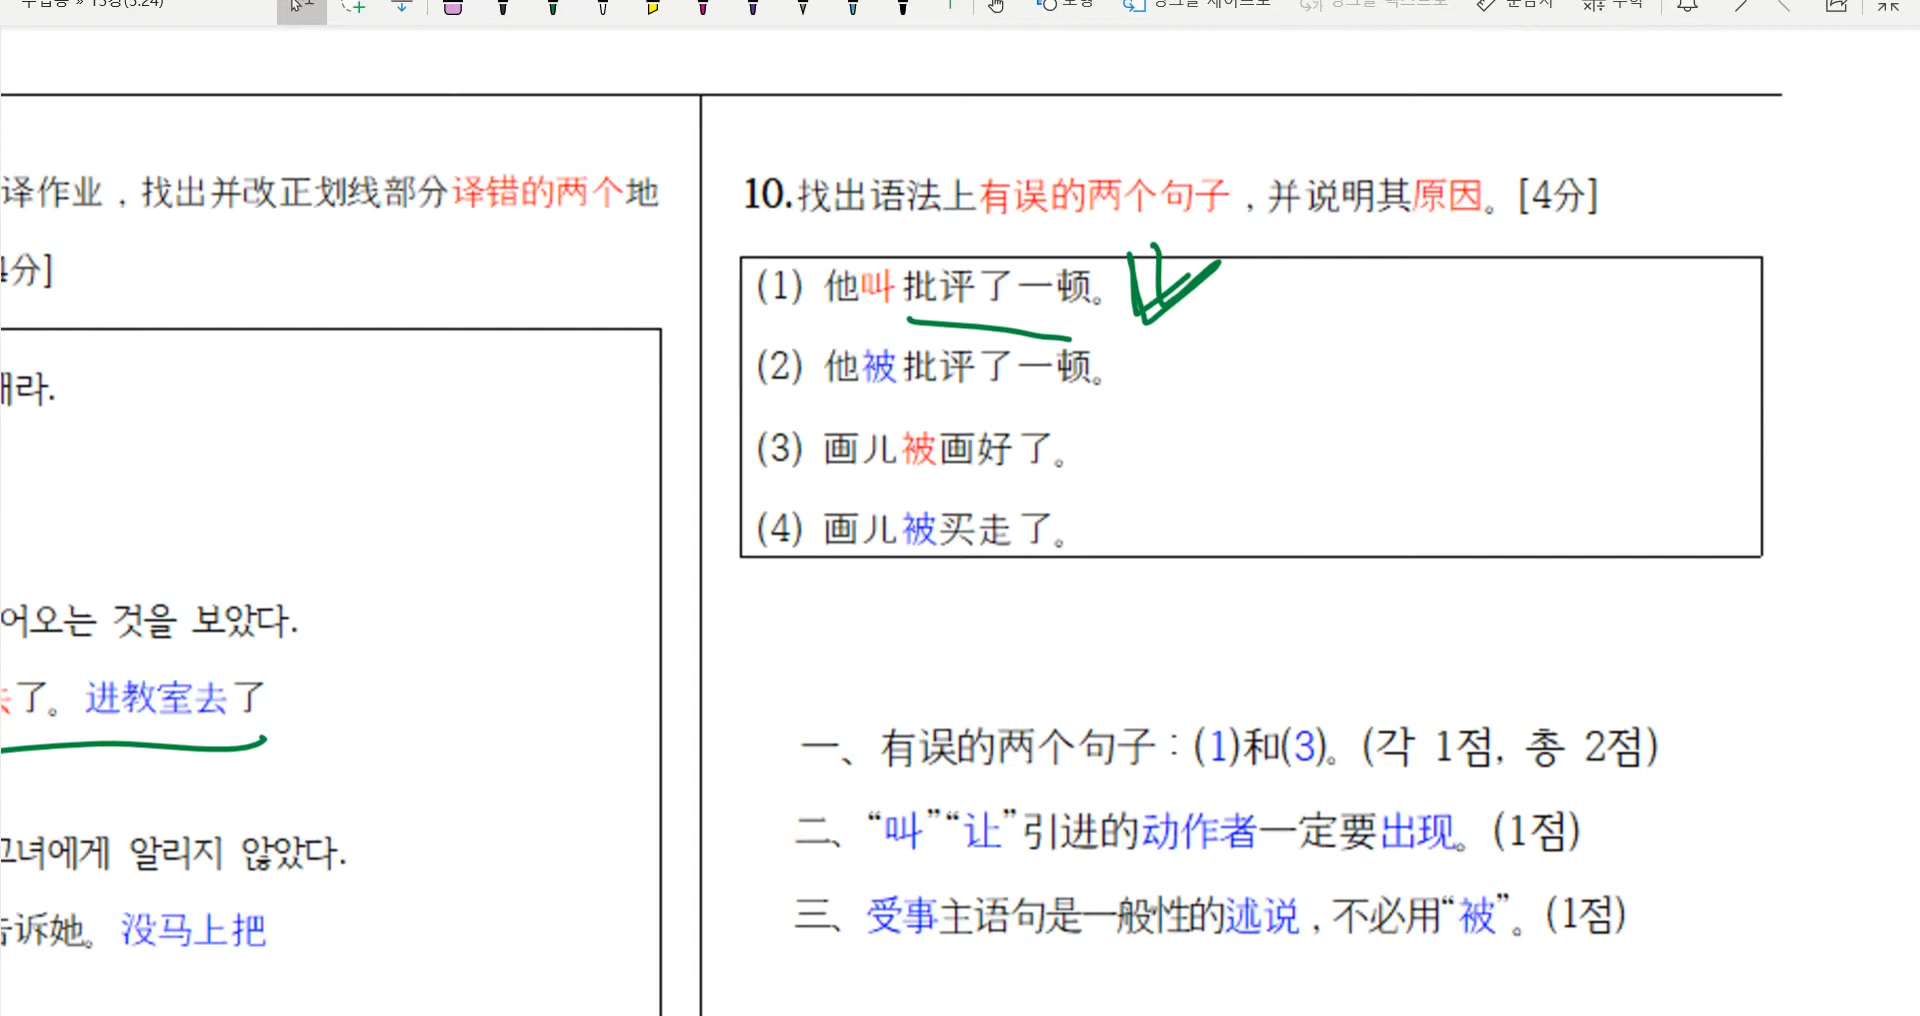 15강(3.24)
译作业，找出并改正划线部分译错的两个地
4分]
래라.
어오는 것을 보았다.
去了。进教室去了
그녀에게 알리지 않았다.
告诉她。没马上把
10.找出语法上有误的两个句子，并说明其原因。[4分]
(1) 他叫批评了一顿。
(2) 他被批评了一顿。
(3) 画儿被画好了。
(4) 画儿被买走了。
一、有误的两个句子：(1)和(3)。(각 1점, 총 2점)
二、“叫”“让”引进的动作者一定要出现。(1점)
三、受事主语句是一般性的述说，不必用“被”。(1점)